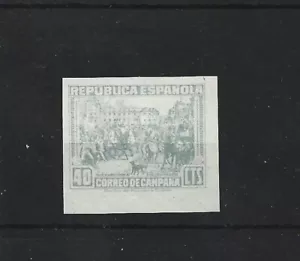 REPUBLICA ESPAÑOLA
40 CORREO DE CAMPAÑA CTS